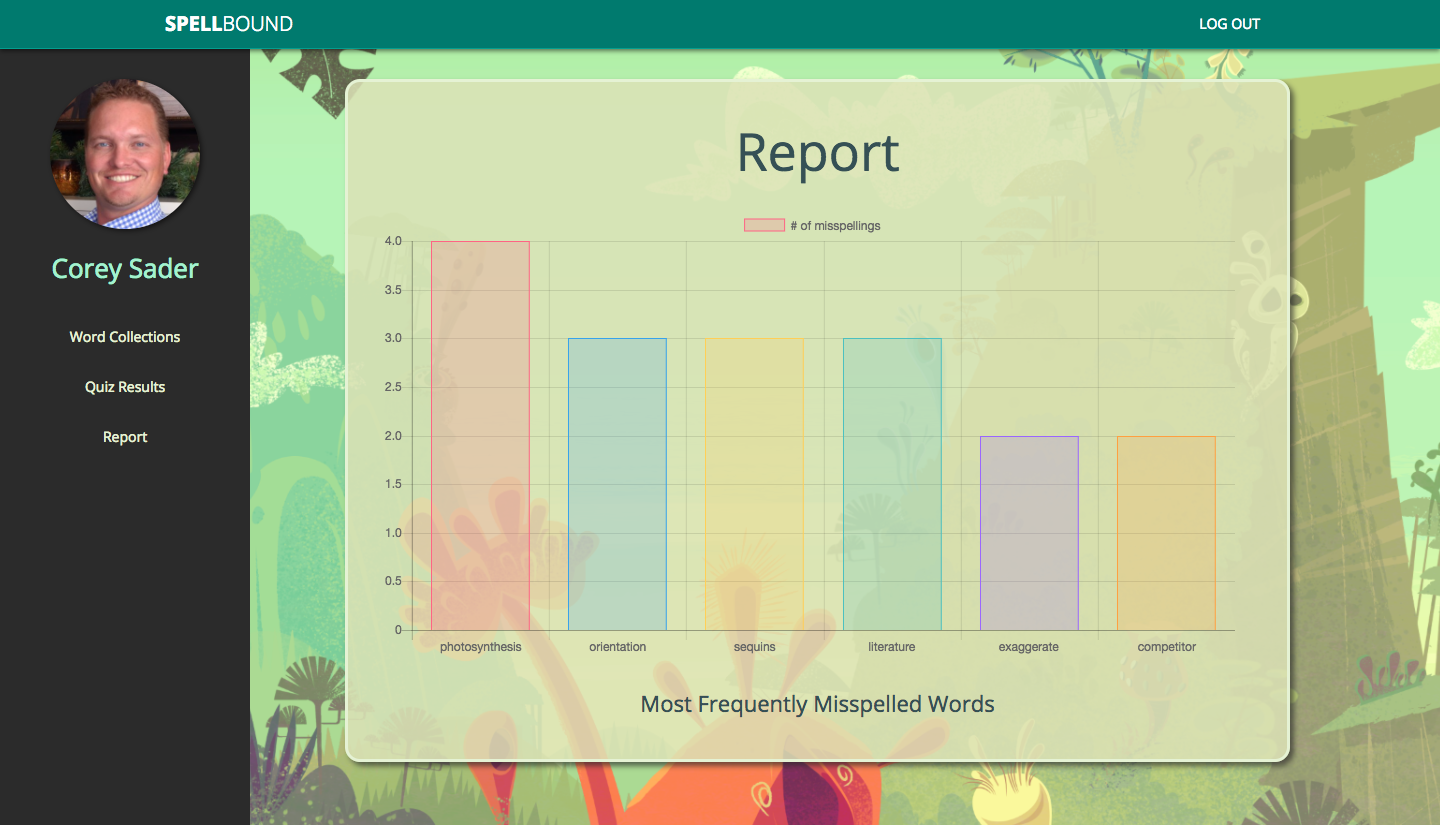 SPELLBOUND
LOG OUT
Corey Sader
Word Collections
Quiz Results
Report
Report
# of misspellings
4.0
3.5
3.0
2.5
2.0
1.5
1.0
0.5
0
photosynthesis orientation sequins literature exaggerate competitor
Most Frequently Misspelled Words